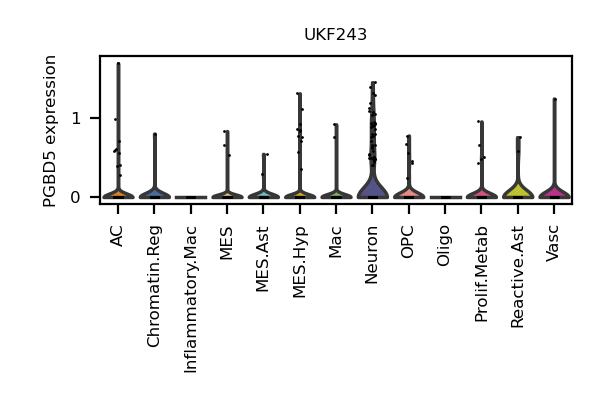 UKF243
PGBD5 expression
1
0
AC
Chromatin.Reg
Inflammatory.Mac
MES
MES.Ast
MES.Hyp
Mac
Neuron
OPC
Oligo
Prolif.Metab
Reactive.Ast
Vasc